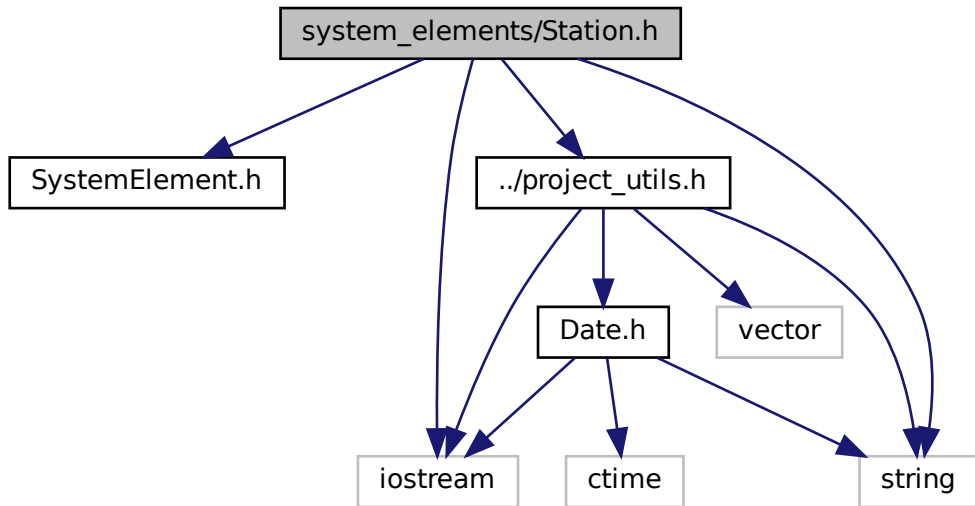 system_elements/Station.h
SystemElement.h
../project_utils.h
Date.h
vector
iostream
ctime
string